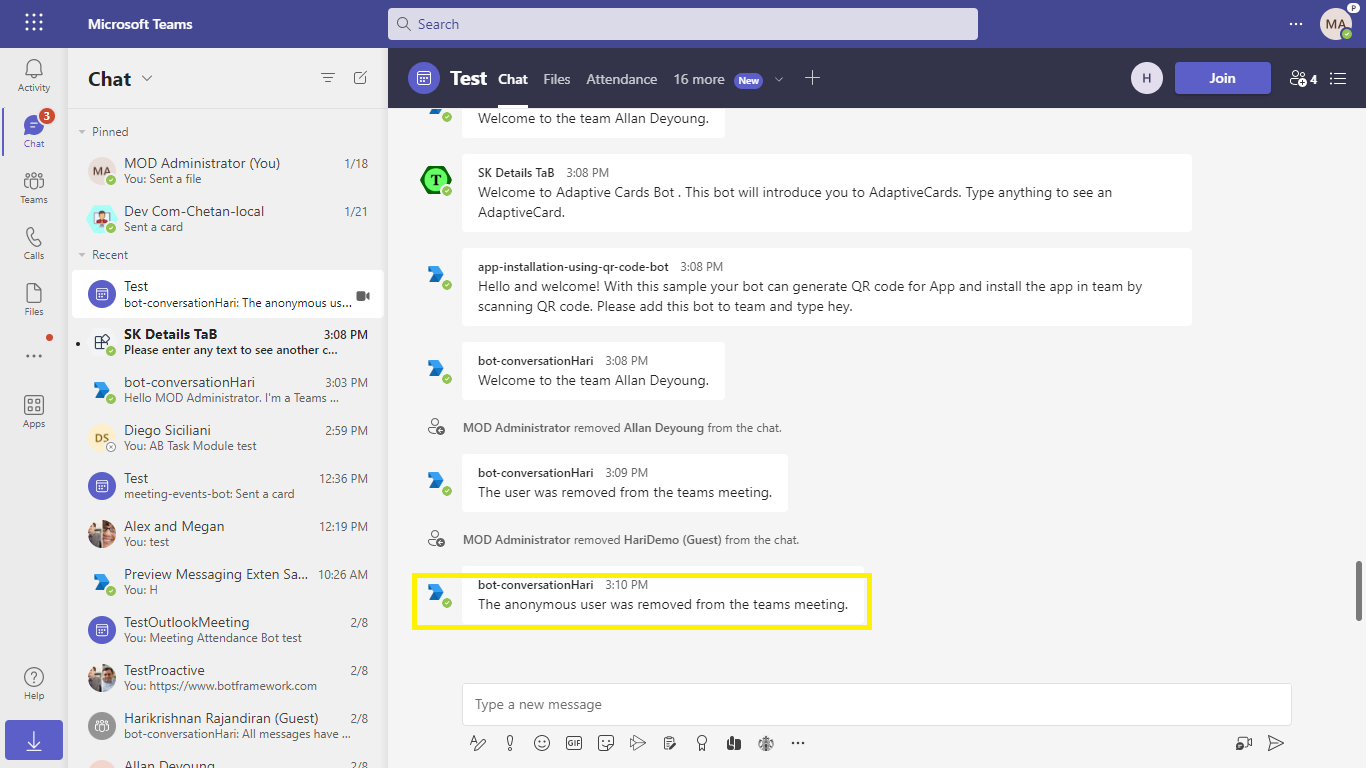 Microsoft Teams
Search
MA
P
Activity
3
Chat
Teams
Calls
Files
Apps
Help
Chat
Pinned
MA
MOD Administrator (You)
1/18
You: Sent a file
Dev Com-Chetan-local
1/21
Sent a card
Recent
Test
bot-conversationHari: The anonymous us...
SK Details TaB
3:08 PM
Please enter any text to see another c...
bot-conversationHari
3:03 PM
Hello MOD Administrator. I'm a Teams ...
DS
Diego Siciliani
2:59 PM
You: AB Task Module test
Test
12:36 PM
meeting-events-bot: Sent a card
Alex and Megan
12:19 PM
You: test
Preview Messaging Exten Sa...
10:26 AM
You: H
TestOutlookMeeting
2/8
You: Meeting Attendance Bot test
TestProactive
2/8
You: https://www.botframework.com
Harikrishnan Rajandiran (Guest)
2/8
bot-conversationHari: All messages have ...
Allan Deyoung
2/8
Test Chat Files Attendance 16 more New
H
Join
4
Welcome to the team Allan Deyoung.
T
SK Details TaB 3:08 PM
Welcome to Adaptive Cards Bot . This bot will introduce you to AdaptiveCards. Type anything to see an
AdaptiveCard.
app-installation-using-qr-code-bot 3:08 PM
Hello and welcome! With this sample your bot can generate QR code for App and install the app in team by
scanning QR code. Please add this bot to team and type hey.
bot-conversationHari 3:08 PM
Welcome to the team Allan Deyoung.
MOD Administrator removed Allan Deyoung from the chat.
bot-conversationHari 3:09 PM
The user was removed from the teams meeting.
MOD Administrator removed HariDemo (Guest) from the chat.
bot-conversationHari 3:10 PM
The anonymous user was removed from the teams meeting.
Type a new message
GIF